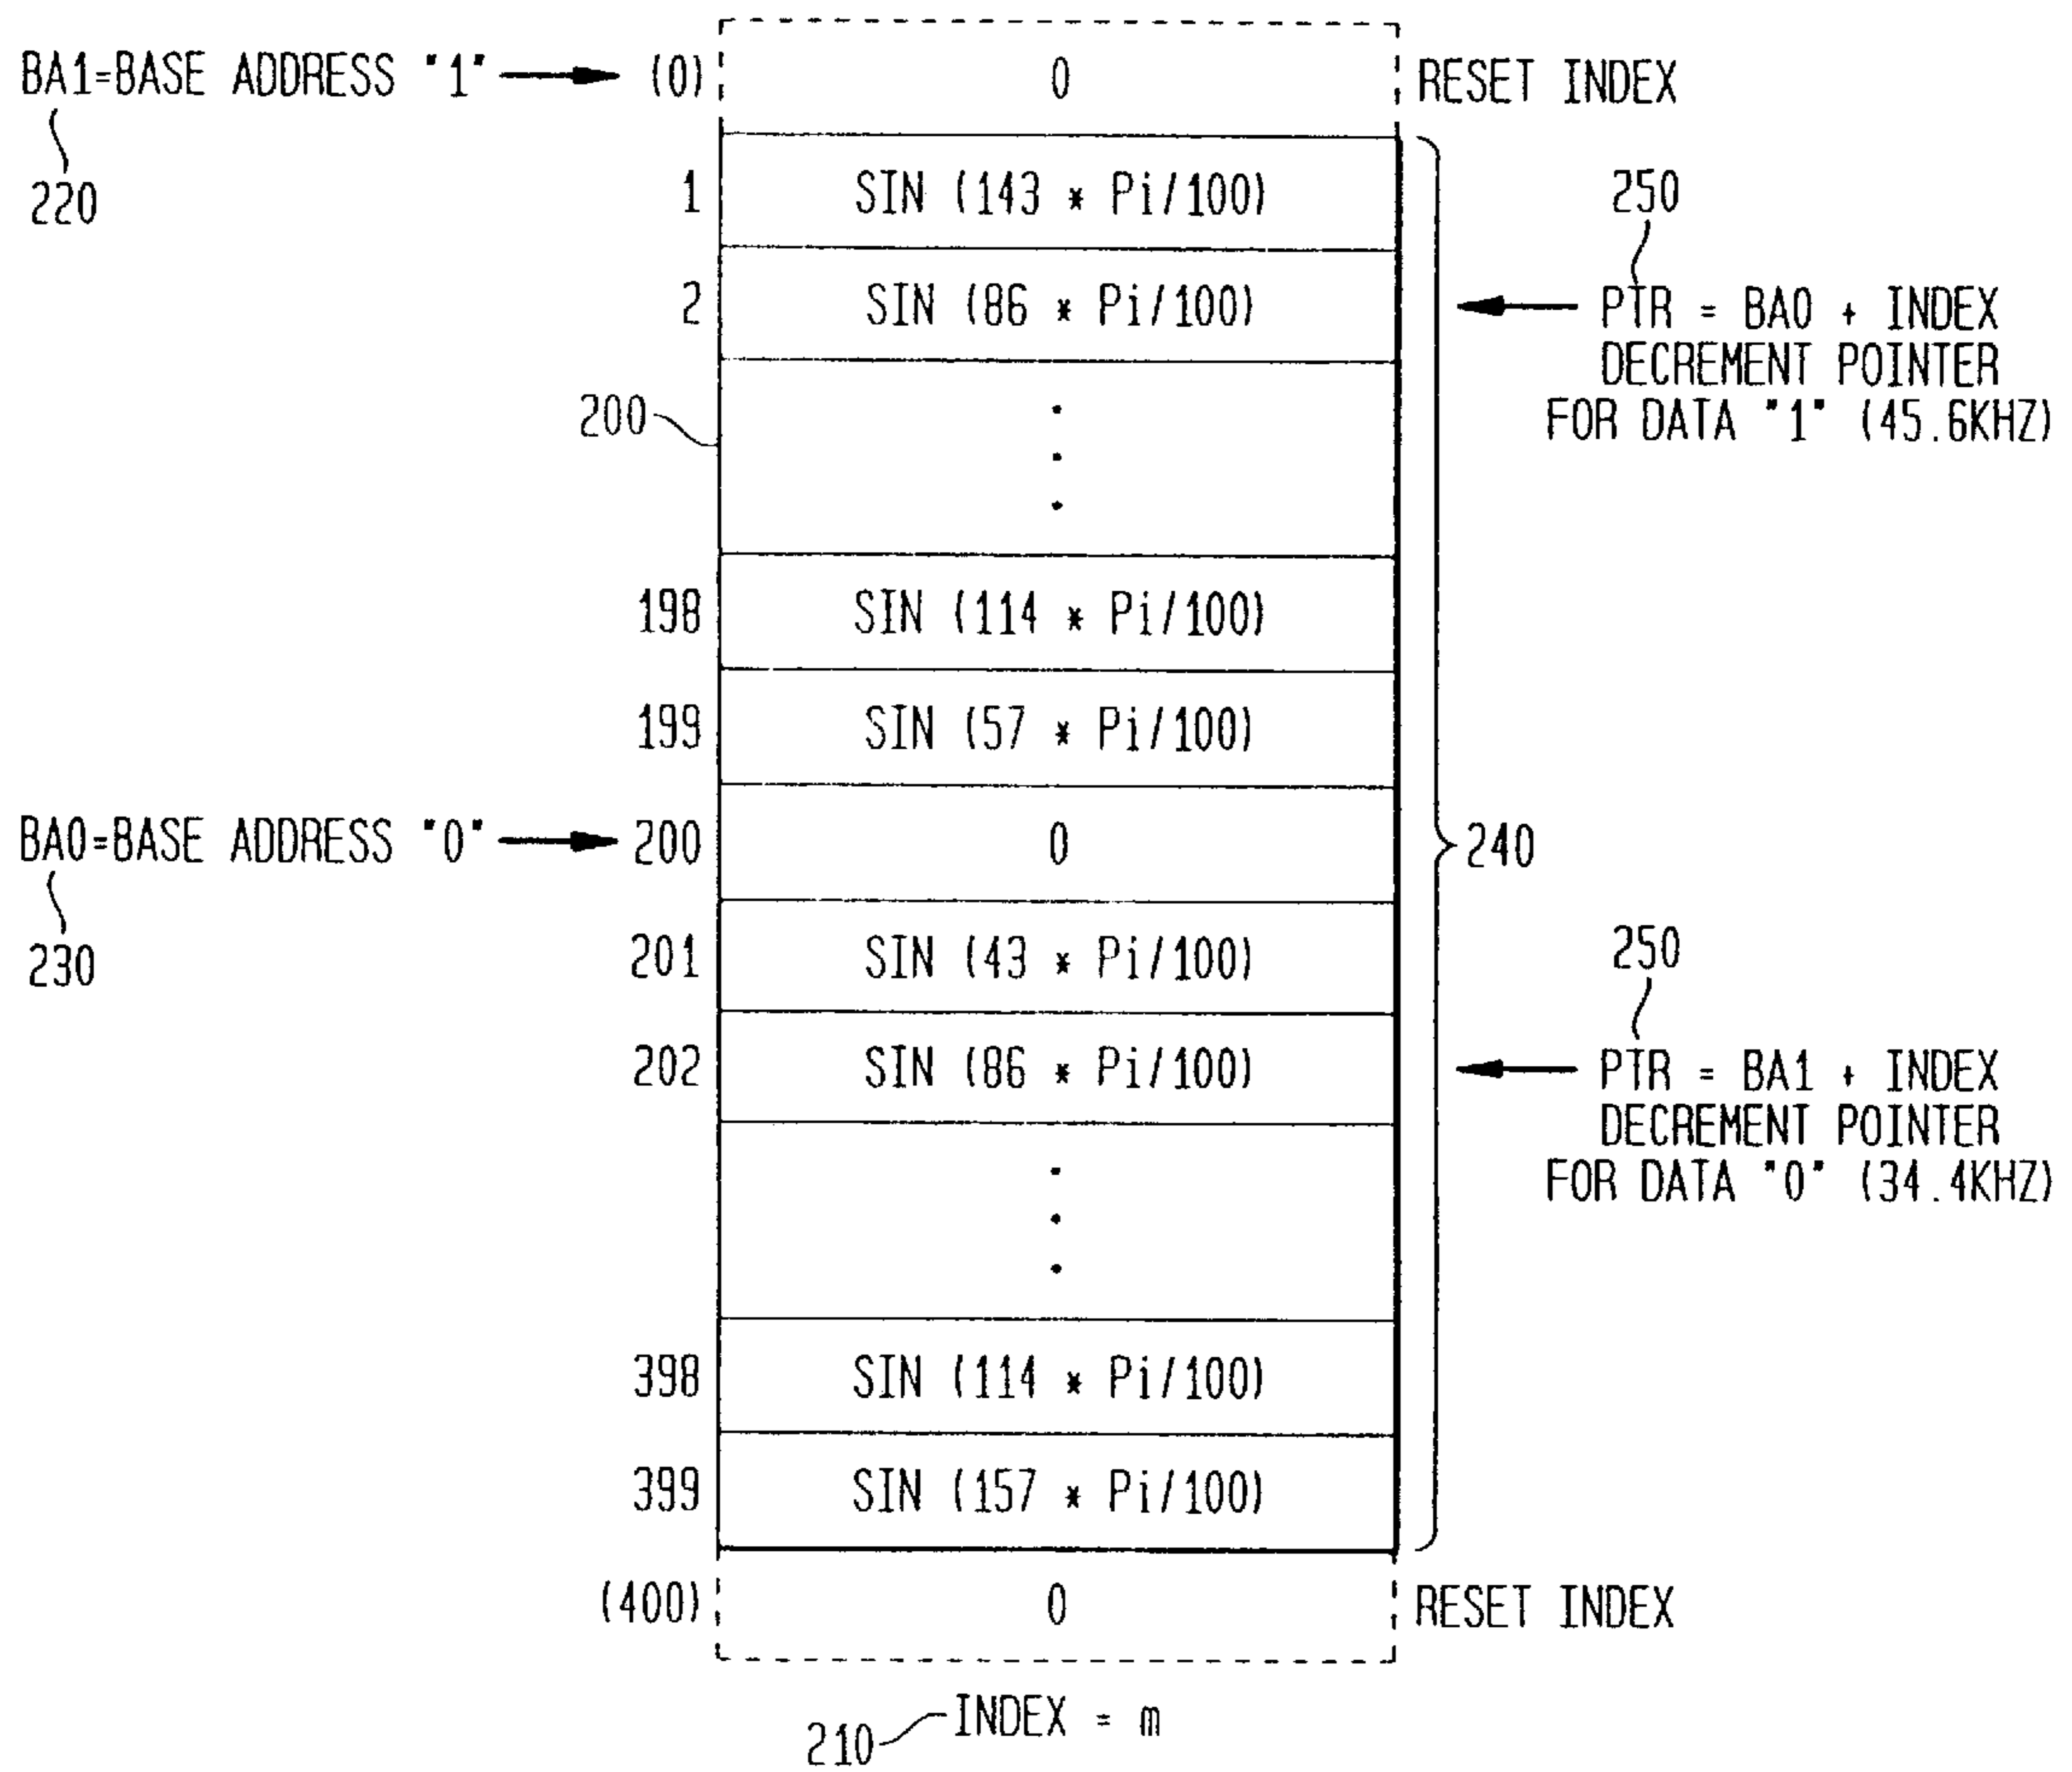 BA1=BASE ADDRESS "1" (0) 0 RESET INDEX
220
1 SIN (143 * Pi/100)
250
2 SIN (86 * Pi/100) PTR = BA0 + INDEX
DECREMENT POINTER
FOR DATA "1" (45.6KHZ)
200
198 SIN (114 * Pi/100)
199 SIN (57 * Pi/100)
BA0=BASE ADDRESS "0" 200 0 240
230
201 SIN (43 * Pi/100)
250
202 SIN (86 * Pi/100) PTR = BA1 + INDEX
DECREMENT POINTER
FOR DATA "0" (34.4KHZ)
398 SIN (114 * Pi/100)
399 SIN (157 * Pi/100)
(400) 0 RESET INDEX
210 INDEX = m